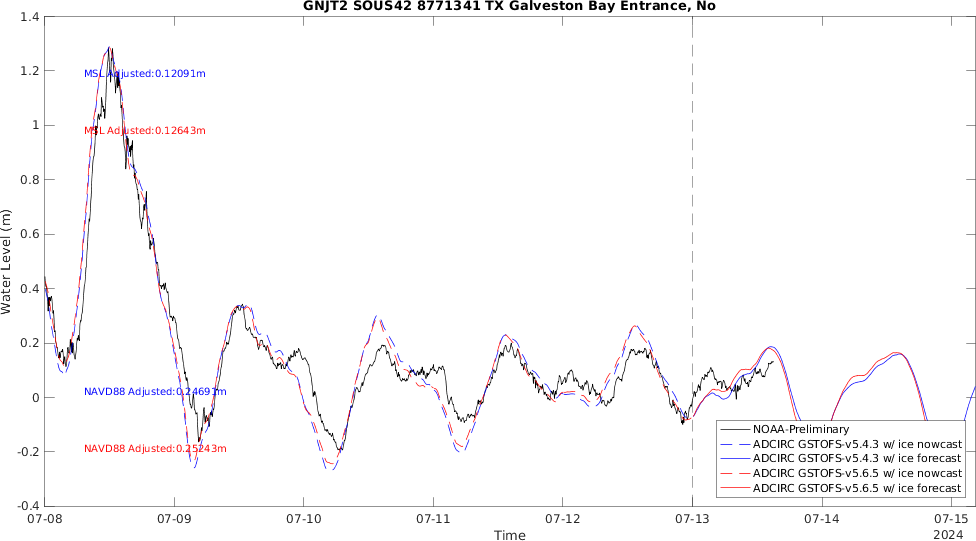 GNJT2 SOUS42 8771341 TX Galveston Bay Entrance, No
1.4
1.2
1
0.8
0.6
0.4
0.2
0
-0.2
-0.4
Water Level (m)
MSL Adjusted:0.12091m
MSL Adjusted:0.12643m
NAVD88 Adjusted:0.24691m
NAVD88 Adjusted:0.25243m
NOAA-Preliminary
ADCIRC GSTOFS-v5.4.3 w/ ice nowcast
ADCIRC GSTOFS-v5.4.3 w/ ice forecast
ADCIRC GSTOFS-v5.6.5 w/ ice nowcast
ADCIRC GSTOFS-v5.6.5 w/ ice forecast
07-08 07-09 07-10 07-11 07-12 07-13 07-14 07-15
Time
2024